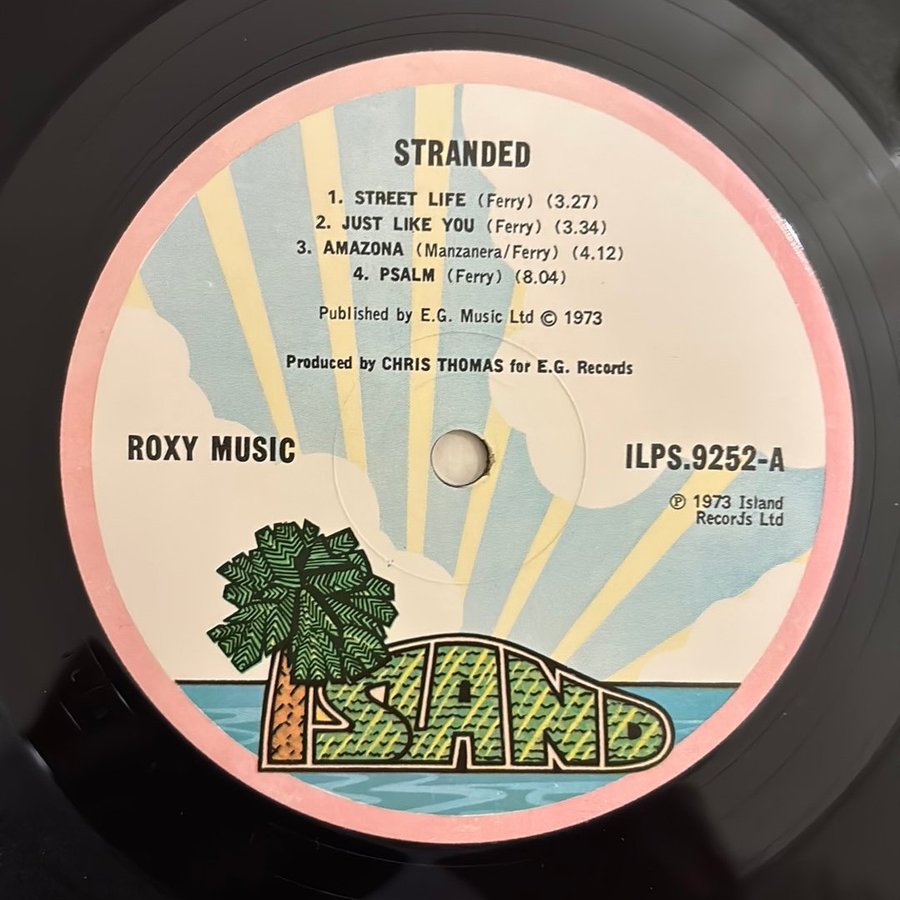 STRANDED
1. STREET LIFE (Ferry) (3.27)
2. JUST LIKE YOU (Ferry) (3.34)
3. AMAZONA (Manzanera/Ferry) (4.12)
4. PSALM (Ferry) (8.04)
Published by E.G. Music Ltd © 1973
Produced by CHRIS THOMAS for E.G. Records
ROXY MUSIC
ILPS.9252-A
℗ 1973 Island
Records Ltd
ISLAND